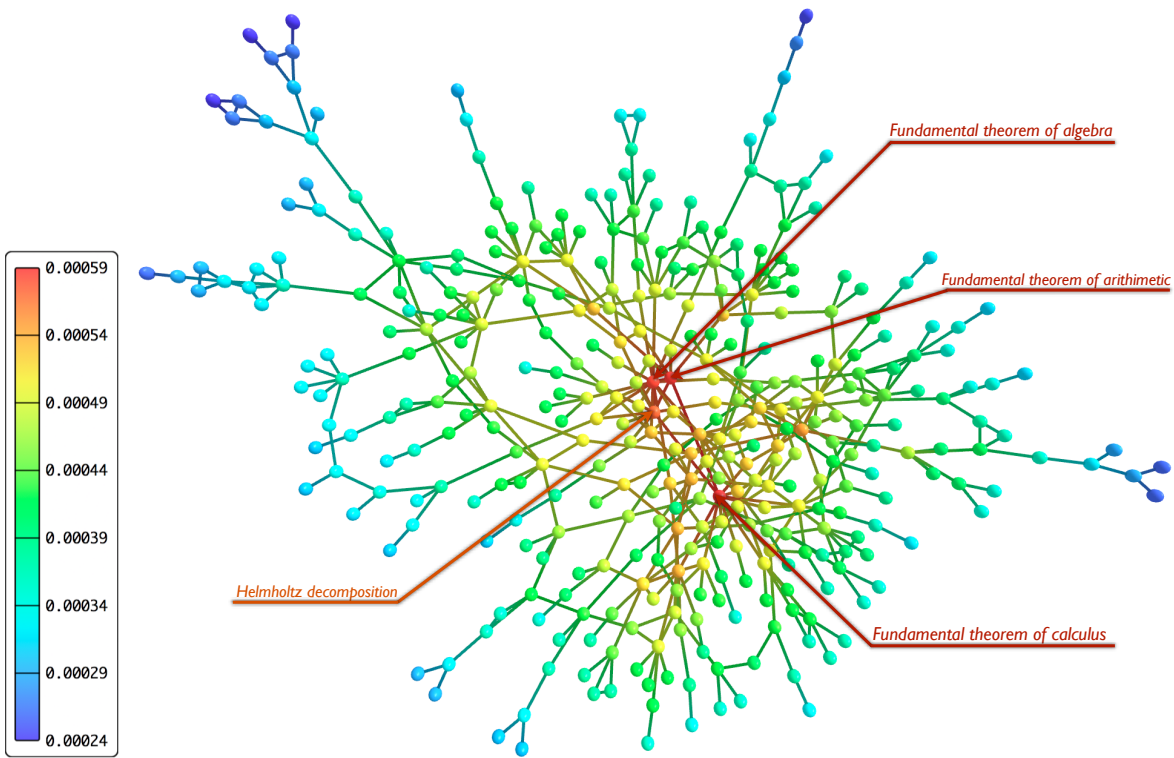 Fundamental theorem of algebra
0.00059
Fundamental theorem of arithimetic
0.00054
0.00049
0.00044
0.00039
Helmholtz decomposition
0.00034
Fundamental theorem of calculus
0.00029
0.00024